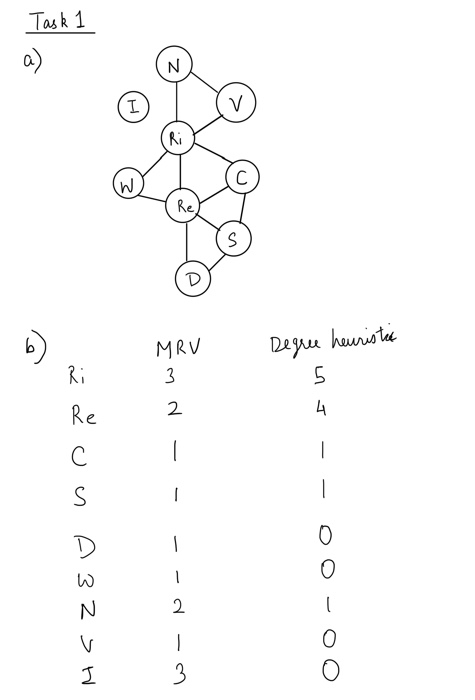 Task 1
a)
N
I
V
Ri
W
C
Re
S
D
b) MRV Degree heuristic
Ri 3 5
Re 2 4
C 1 1
S 1 1
D 1 0
W 1 0
N 2 1
V 1 0
I 3 0